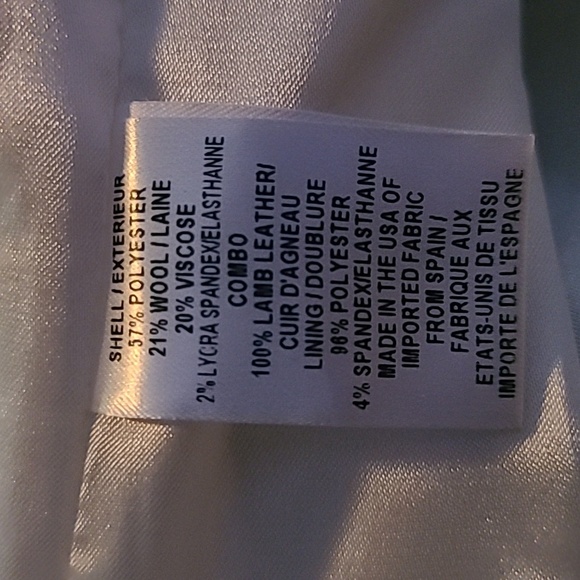 SHELL / EXTERIEUR
57% POLYESTER
21% WOOL / LAINE
20% VISCOSE
2% LYCRA SPANDEX/ELASTHANNE
COMBO
100% LAMB LEATHER/
CUIR D'AGNEAU
LINING / DOUBLURE
96% POLYESTER
4% SPANDEX/ELASTHANNE
MADE IN THE USA OF
IMPORTED FABRIC
FROM SPAIN /
FABRIQUE AUX
ETATS-UNIS DE TISSU
IMPORTE DE L'ESPAGNE